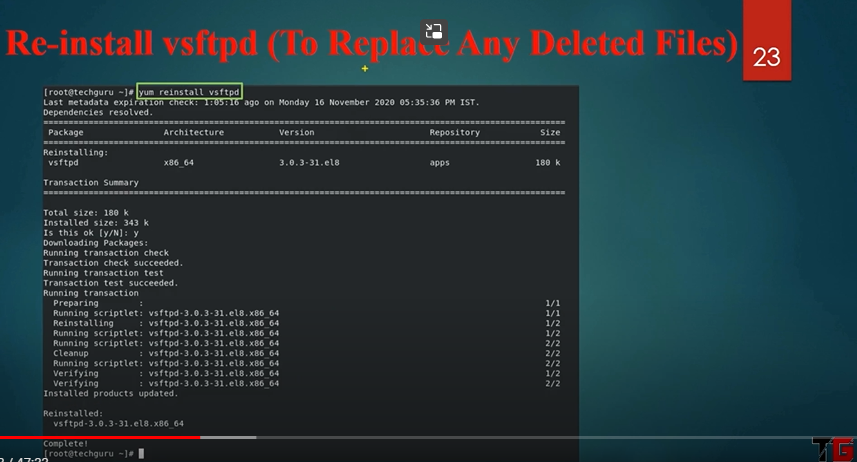 Re-install vsftpd (To Replace Any Deleted Files)
23
[root@techguru ~]# yum reinstall vsftpd
Last metadata expiration check: 1:05:16 ago on Monday 16 November 2020 05:35:36 PM IST.
Dependencies resolved.
================================================================================
Package Architecture Version Repository Size
================================================================================
Reinstalling:
vsftpd x86_64 3.0.3-31.el8 apps 180 k
Transaction Summary
================================================================================
Total size: 180 k
Installed size: 343 k
Is this ok [y/N]: y
Downloading Packages:
Running transaction check
Transaction check succeeded.
Running transaction test
Transaction test succeeded.
Running transaction
Preparing : 1/1
Running scriptlet: vsftpd-3.0.3-31.el8.x86_64 1/1
Reinstalling : vsftpd-3.0.3-31.el8.x86_64 1/2
Running scriptlet: vsftpd-3.0.3-31.el8.x86_64 1/2
Running scriptlet: vsftpd-3.0.3-31.el8.x86_64 2/2
Cleanup : vsftpd-3.0.3-31.el8.x86_64 2/2
Running scriptlet: vsftpd-3.0.3-31.el8.x86_64 2/2
Verifying : vsftpd-3.0.3-31.el8.x86_64 1/2
Verifying : vsftpd-3.0.3-31.el8.x86_64 2/2
Installed products updated.
Reinstalled:
vsftpd-3.0.3-31.el8.x86_64
Complete!
[root@techguru ~]#
TG